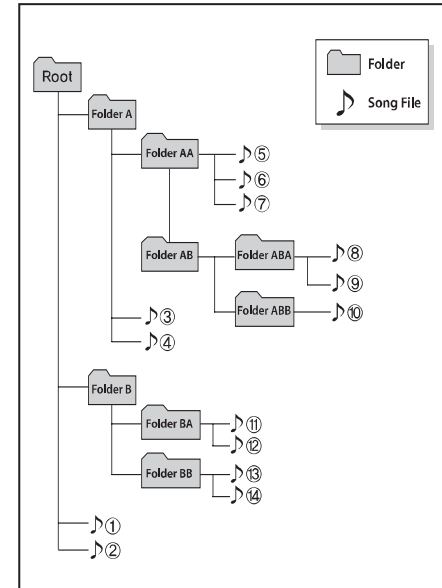 Root
Folder
Song File
Folder A
Folder AA
⑤
⑥
⑦
Folder AB
Folder ABA
⑧
⑨
Folder ABB
⑩
③
④
Folder B
Folder BA
⑪
⑫
Folder BB
⑬
⑭
①
②